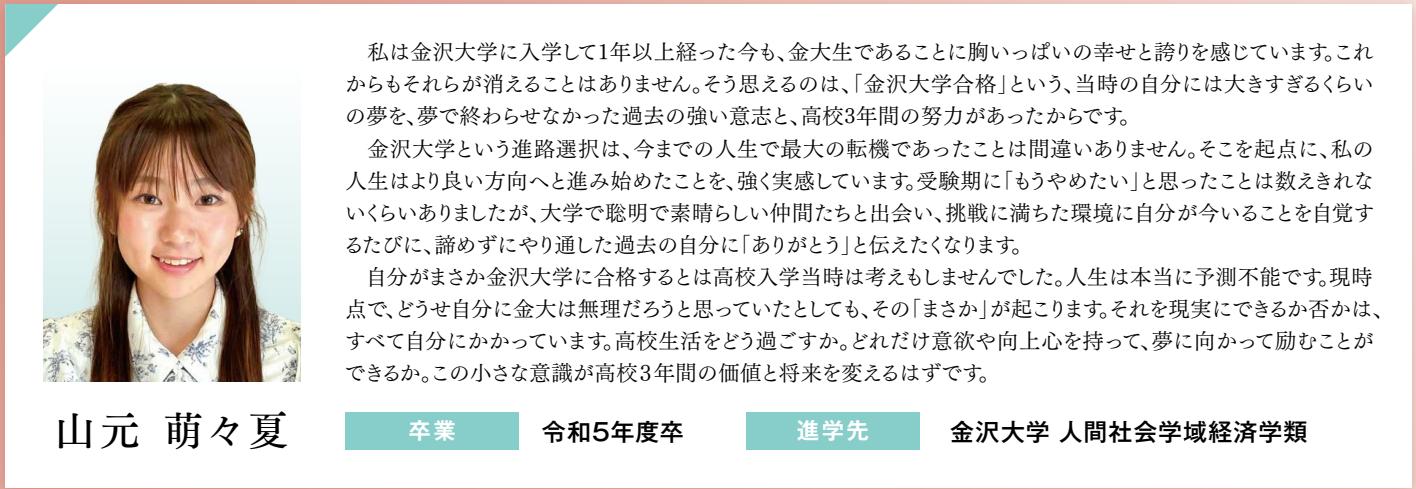 私は金沢大学に入学して1年以上経った今も、金大生であることに胸いっぱいの幸せと誇りを感じています。これ
からもそれらが消えることはありません。そう思えるのは、「金沢大学合格」という、当時の自分には大きすぎるくらい
の夢を、夢で終わらせなかった過去の強い意志と、高校3年間の努力があったからです。
　金沢大学という進路選択は、今までの人生で最大の転機であったことは間違いありません。そこを起点に、私の
人生はより良い方向へと進み始めたことを、強く実感しています。受験期に「もうやめたい」と思ったことは数えきれな
いくらいありましたが、大学で聡明で素晴らしい仲間たちと出会い、挑戦に満ちた環境に自分が今いることを自覚す
るたびに、諦めずにやり通した過去の自分に「ありがとう」と伝えたくなります。
　自分がまさか金沢大学に合格するとは高校入学当時は考えもしませんでした。人生は本当に予測不能です。現時
点で、どうせ自分に金大は無理だろうと思っていたとしても、その「まさか」が起こります。それを現実にできるか否かは、
すべて自分にかかっています。高校生活をどう過ごすか。どれだけ意欲や向上心を持って、夢に向かって励むことが
できるか。この小さな意識が高校3年間の価値と将来を変えるはずです。
山元 萌々夏
卒業 令和5年度卒 進学先 金沢大学 人間社会学域経済学類